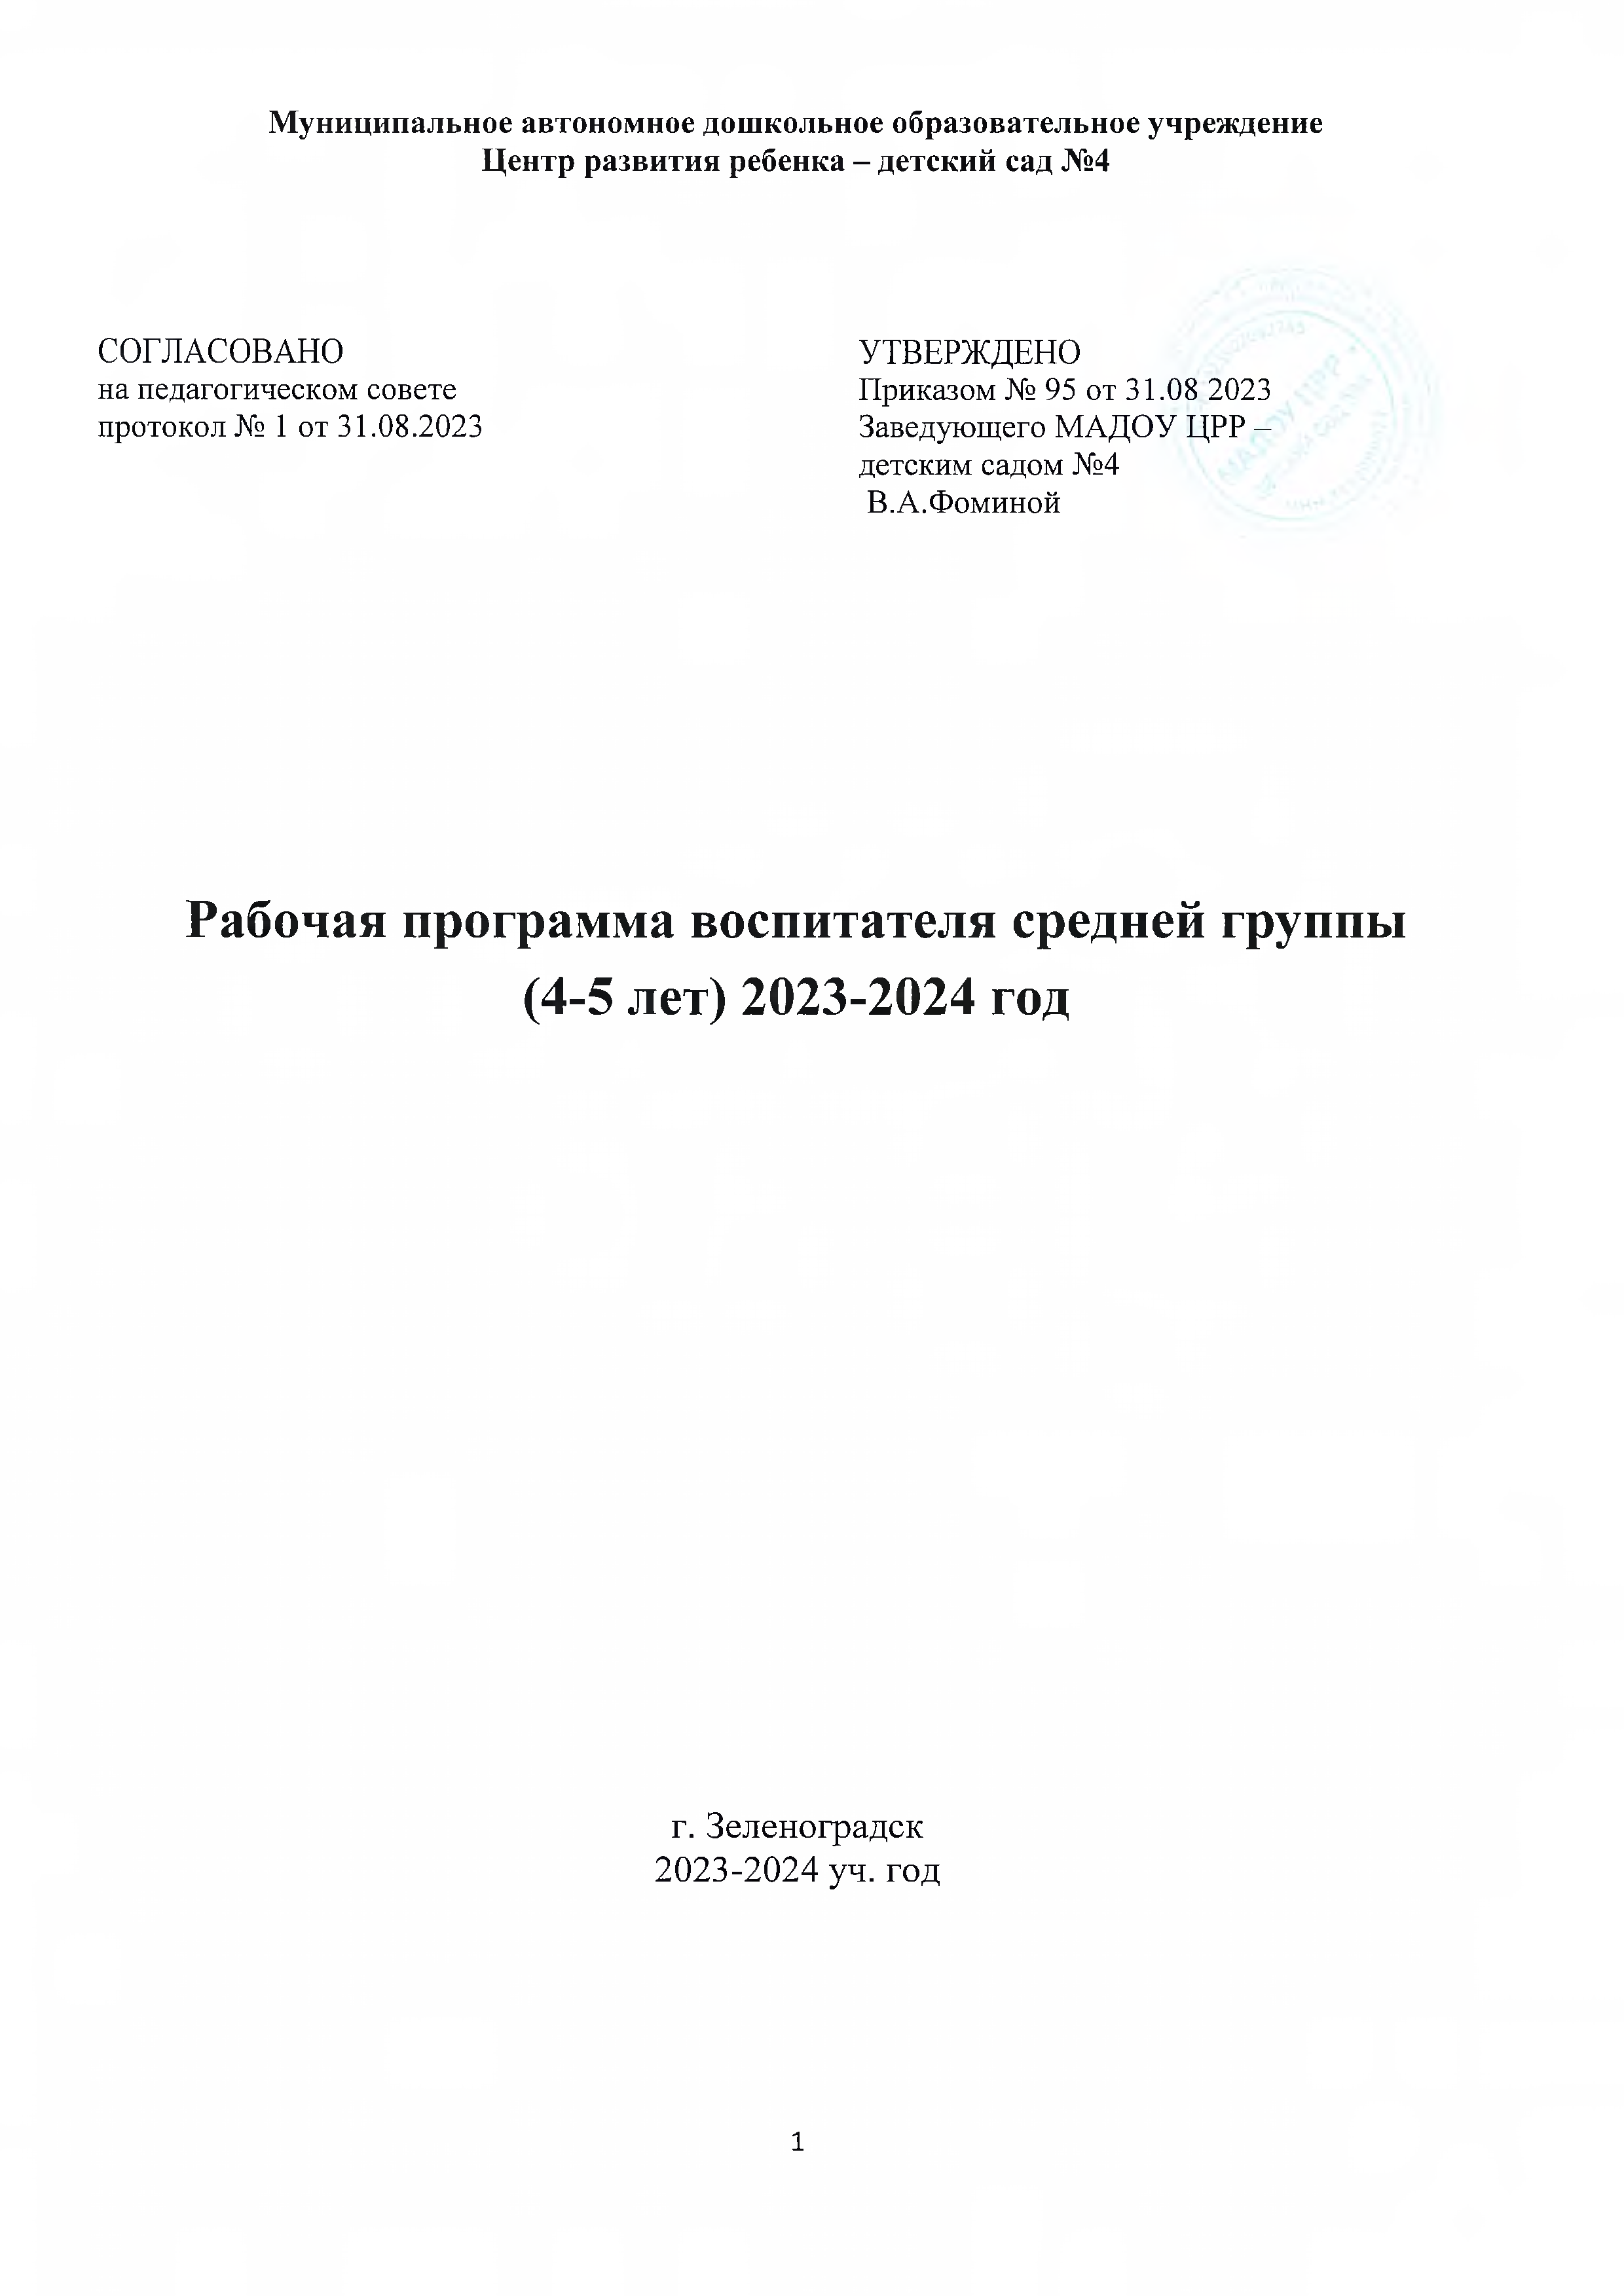 Муниципальное автономное дошкольное образовательное учреждение
Центр развития ребенка – детский сад №4
СОГЛАСОВАНО
на педагогическом совете
протокол № 1 от 31.08.2023
УТВЕРЖДЕНО
Приказом № 95 от 31.08 2023
Заведующего МАДОУ ЦРР –
детским садом №4
В.А.Фоминой
МАДОУ ЦРР
Рабочая программа воспитателя средней группы
(4-5 лет) 2023-2024 год
г. Зеленоградск
2023-2024 уч. год
1